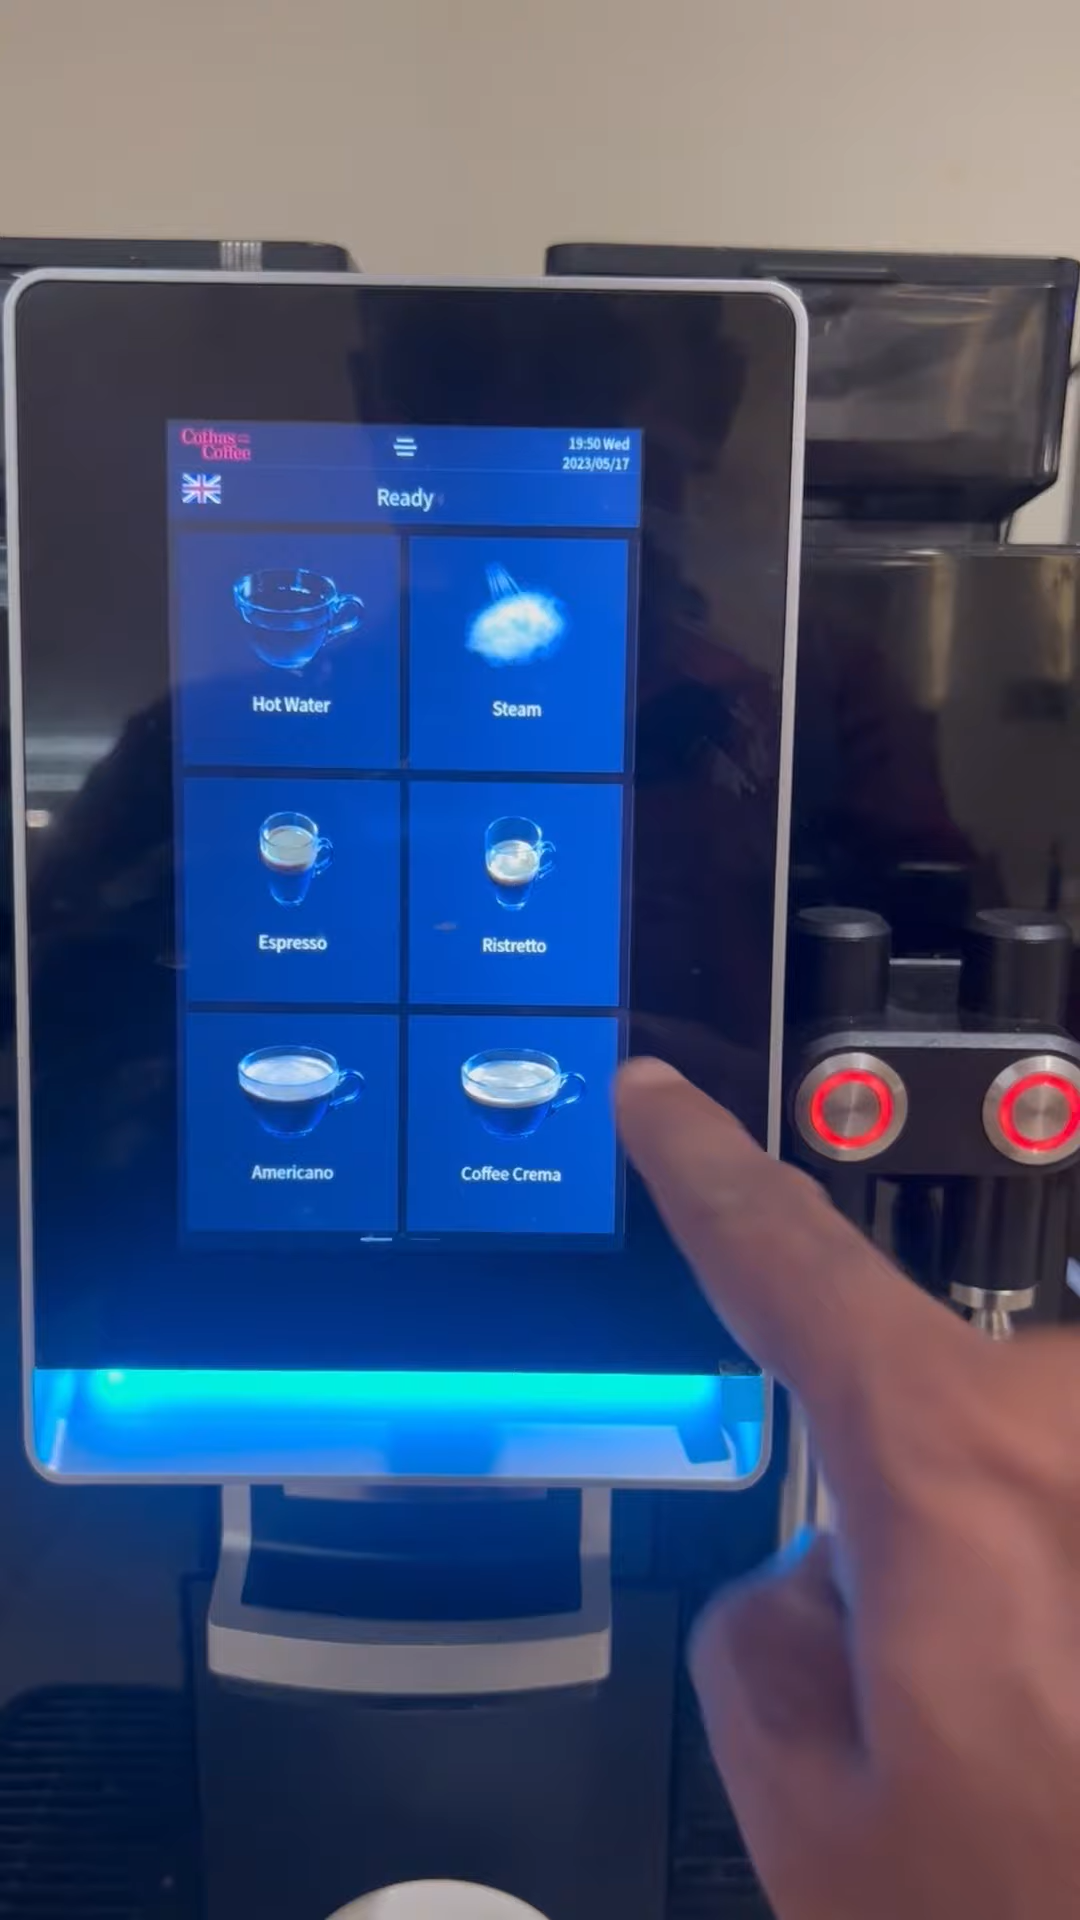 Cothas
Coffee
19:50 Wed
2023/05/17
Ready
Hot Water
Steam
Espresso
Ristretto
Americano
Coffee Crema